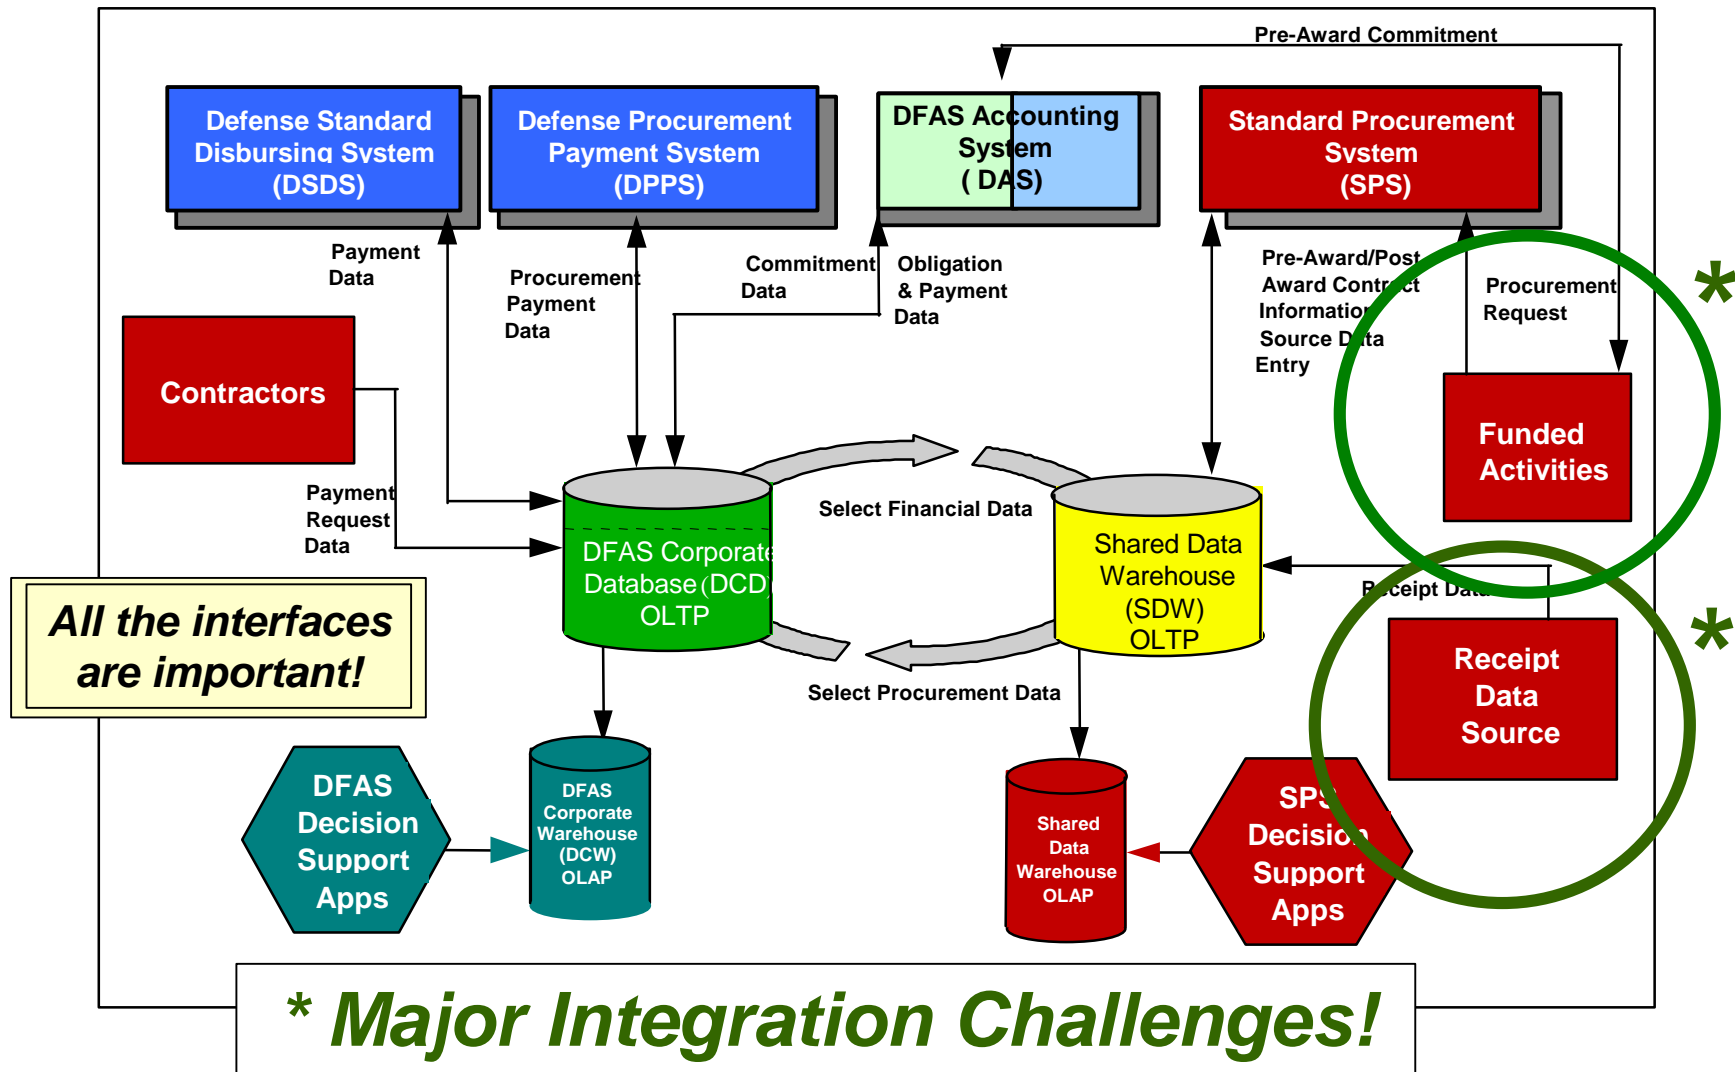 Pre-Award Commitment
Defense Standard
Disbursing System
(DSDS)
Defense Procurement
Payment System
(DPPS)
DFAS Accounting
System
( DAS)
Standard Procurement
System
(SPS)
Payment
Data
Procurement
Payment
Data
Commitment
Data
Obligation
& Payment
Data
Pre-Award/Post
Award Contract
Information
Source Data
Entry
Procurement
Request
*
Contractors
Funded
Activities
Payment
Request
Data
Select Financial Data
DFAS Corporate
Database (DCD)
OLTP
Shared Data
Warehouse
(SDW)
OLTP
Receipt Data
*
All the interfaces
are important!
Receipt
Data
Source
Select Procurement Data
DFAS
Decision
Support
Apps
DFAS
Corporate
Warehouse
(DCW)
OLAP
Shared
Data
Warehouse
OLAP
SPS
Decision
Support
Apps
* Major Integration Challenges!